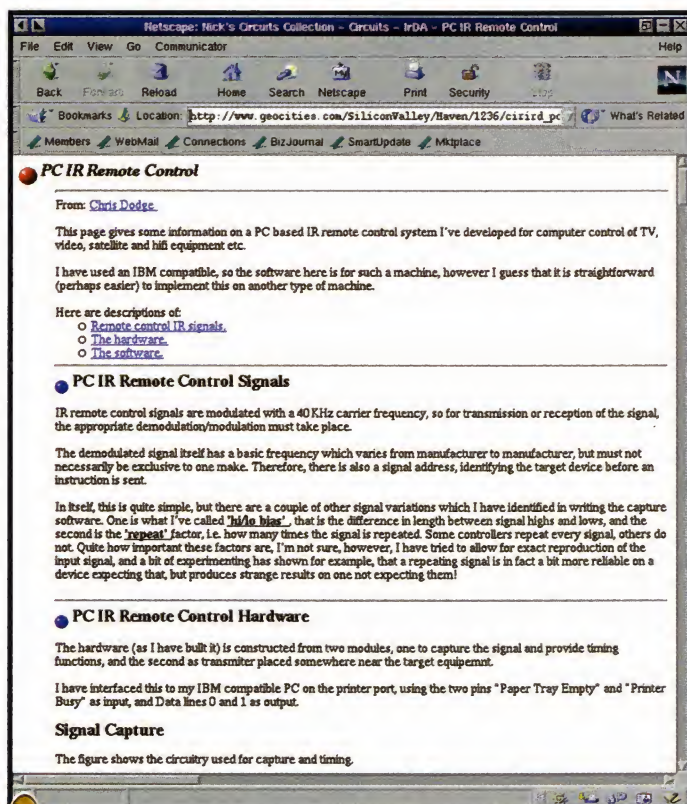 Netscape: Nick's Circuits Collection – Circuits – IrDA – PC IR Remote Control
File Edit View Go Communicator Help
Back Forward Reload Home Search Netscape Print Security Stop
Bookmarks Location: http://www.geocities.com/SiliconValley/Haven/1236/cirird_pc What's Related
Members WebMail Connections BizJournal SmartUpdate Mktplace
PC IR Remote Control
From: Chris Dodge
This page gives some information on a PC based IR remote control system I've developed for computer control of TV,
video, satellite and hifi equipment etc.
I have used an IBM compatible, so the software here is for such a machine, however I guess that it is straightforward
(perhaps easier) to implement this on another type of machine.
Here are descriptions of:
Remote control IR signals.
The hardware.
The software.
PC IR Remote Control Signals
IR remote control signals are modulated with a 40 KHz carrier frequency, so for transmission or reception of the signal,
the appropriate demodulation/modulation must take place.
The demodulated signal itself has a basic frequency which varies from manufacturer to manufacturer, but must not
necessarily be exclusive to one make. Therefore, there is also a signal address, identifying the target device before an
instruction is sent.
In itself, this is quite simple, but there are a couple of other signal variations which I have identified in writing the capture
software. One is what I've called 'hi/lo bias' , that is the difference in length between signal highs and lows, and the
second is the 'repeat' factor, i.e. how many times the signal is repeated. Some controllers repeat every signal, others do
not. Quite how important these factors are, I'm not sure, however, I have tried to allow for exact reproduction of the
input signal, and a bit of experimenting has shown for example, that a repeating signal is in fact a bit more reliable on a
device expecting that, but produces strange results on one not expecting them!
PC IR Remote Control Hardware
The hardware (as I have built it) is constructed from two modules, one to capture the signal and provide timing
functions, and the second as transmiter placed somewhere near the target equipemnt.
I have interfaced this to my IBM compatible PC on the printer port, using the two pins "Paper Tray Empty" and "Printer
Busy" as input, and Data lines 0 and 1 as output.
Signal Capture
The figure shows the circuitry used for capture and timing.